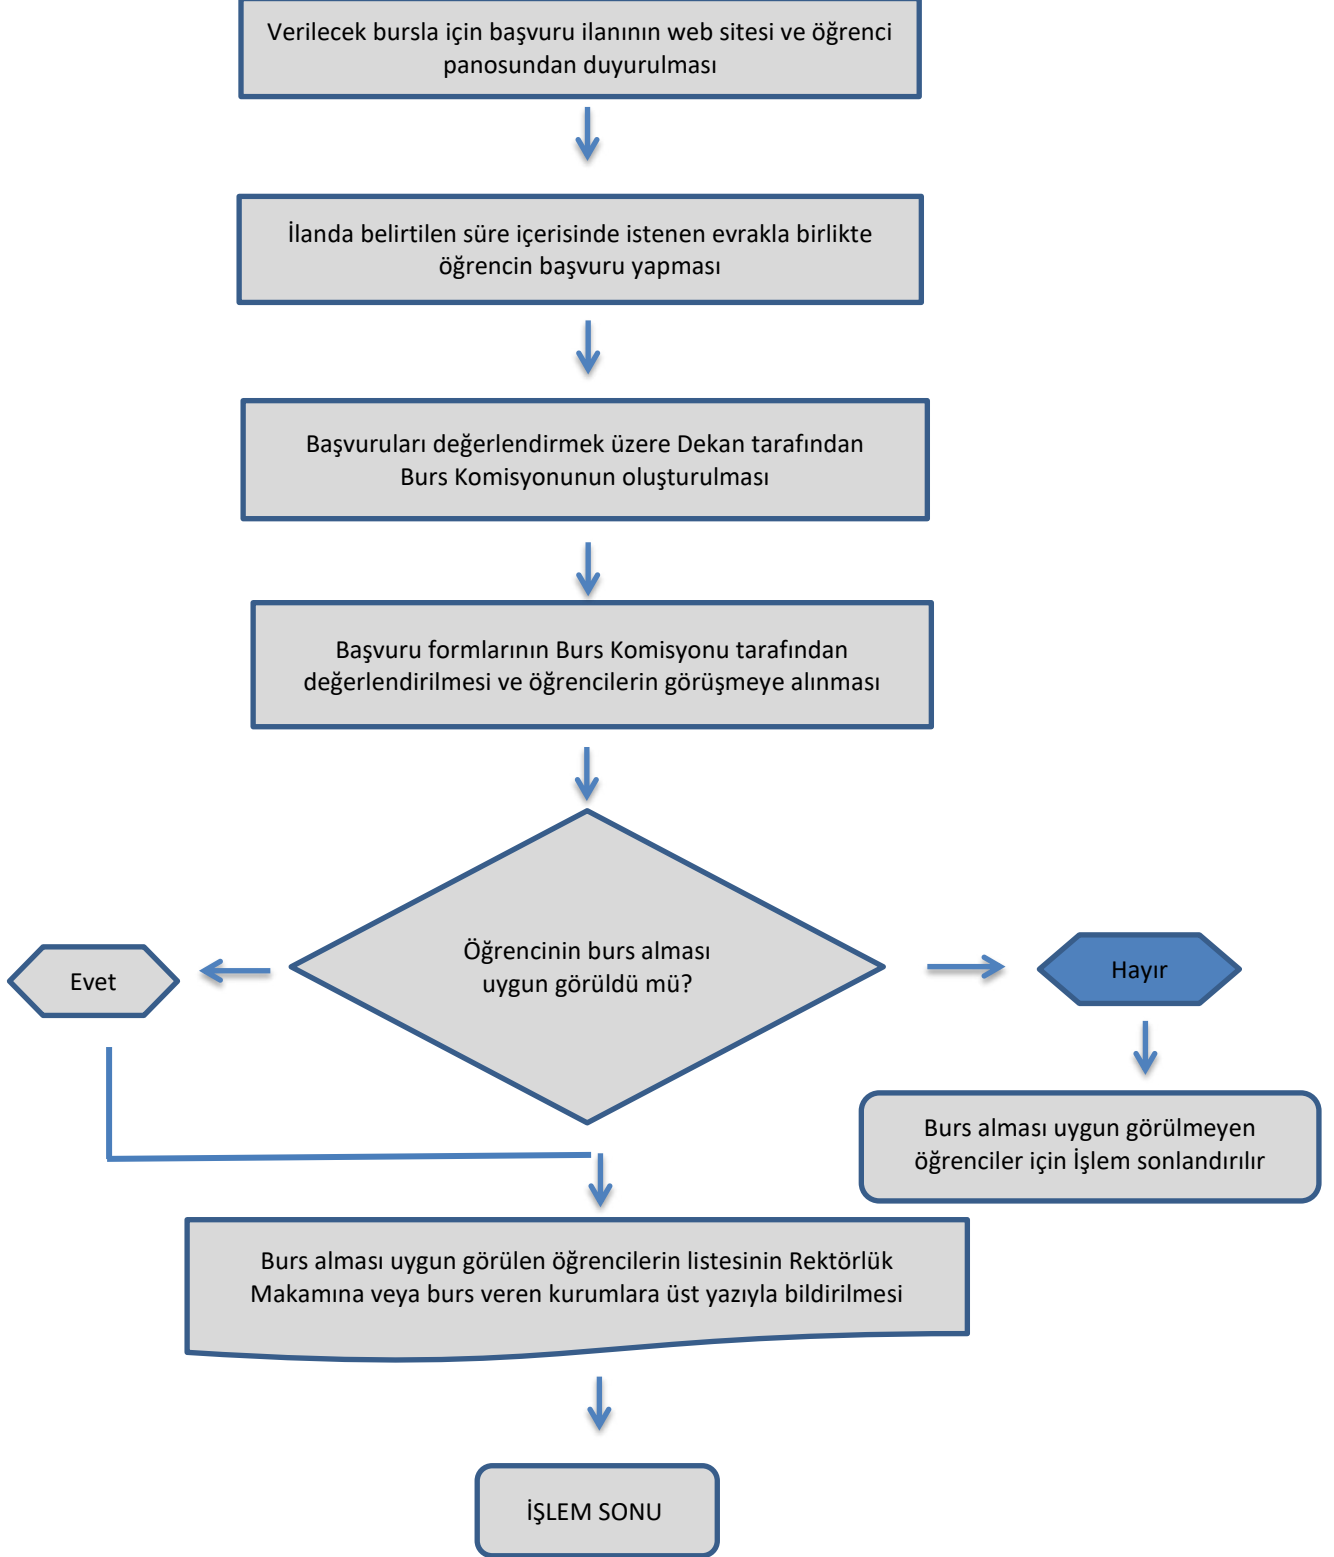 Verilecek bursla için başvuru ilanının web sitesi ve öğrenci
panosundan duyurulması
İlanda belirtilen süre içerisinde istenen evrakla birlikte
öğrencin başvuru yapması
Başvuruları değerlendirmek üzere Dekan tarafından
Burs Komisyonunun oluşturulması
Başvuru formlarının Burs Komisyonu tarafından
değerlendirilmesi ve öğrencilerin görüşmeye alınması
Öğrencinin burs alması
uygun görüldü mü?
Evet
Hayır
Burs alması uygun görülmeyen
öğrenciler için İşlem sonlandırılır
Burs alması uygun görülen öğrencilerin listesinin Rektörlük
Makamına veya burs veren kurumlara üst yazıyla bildirilmesi
İŞLEM SONU